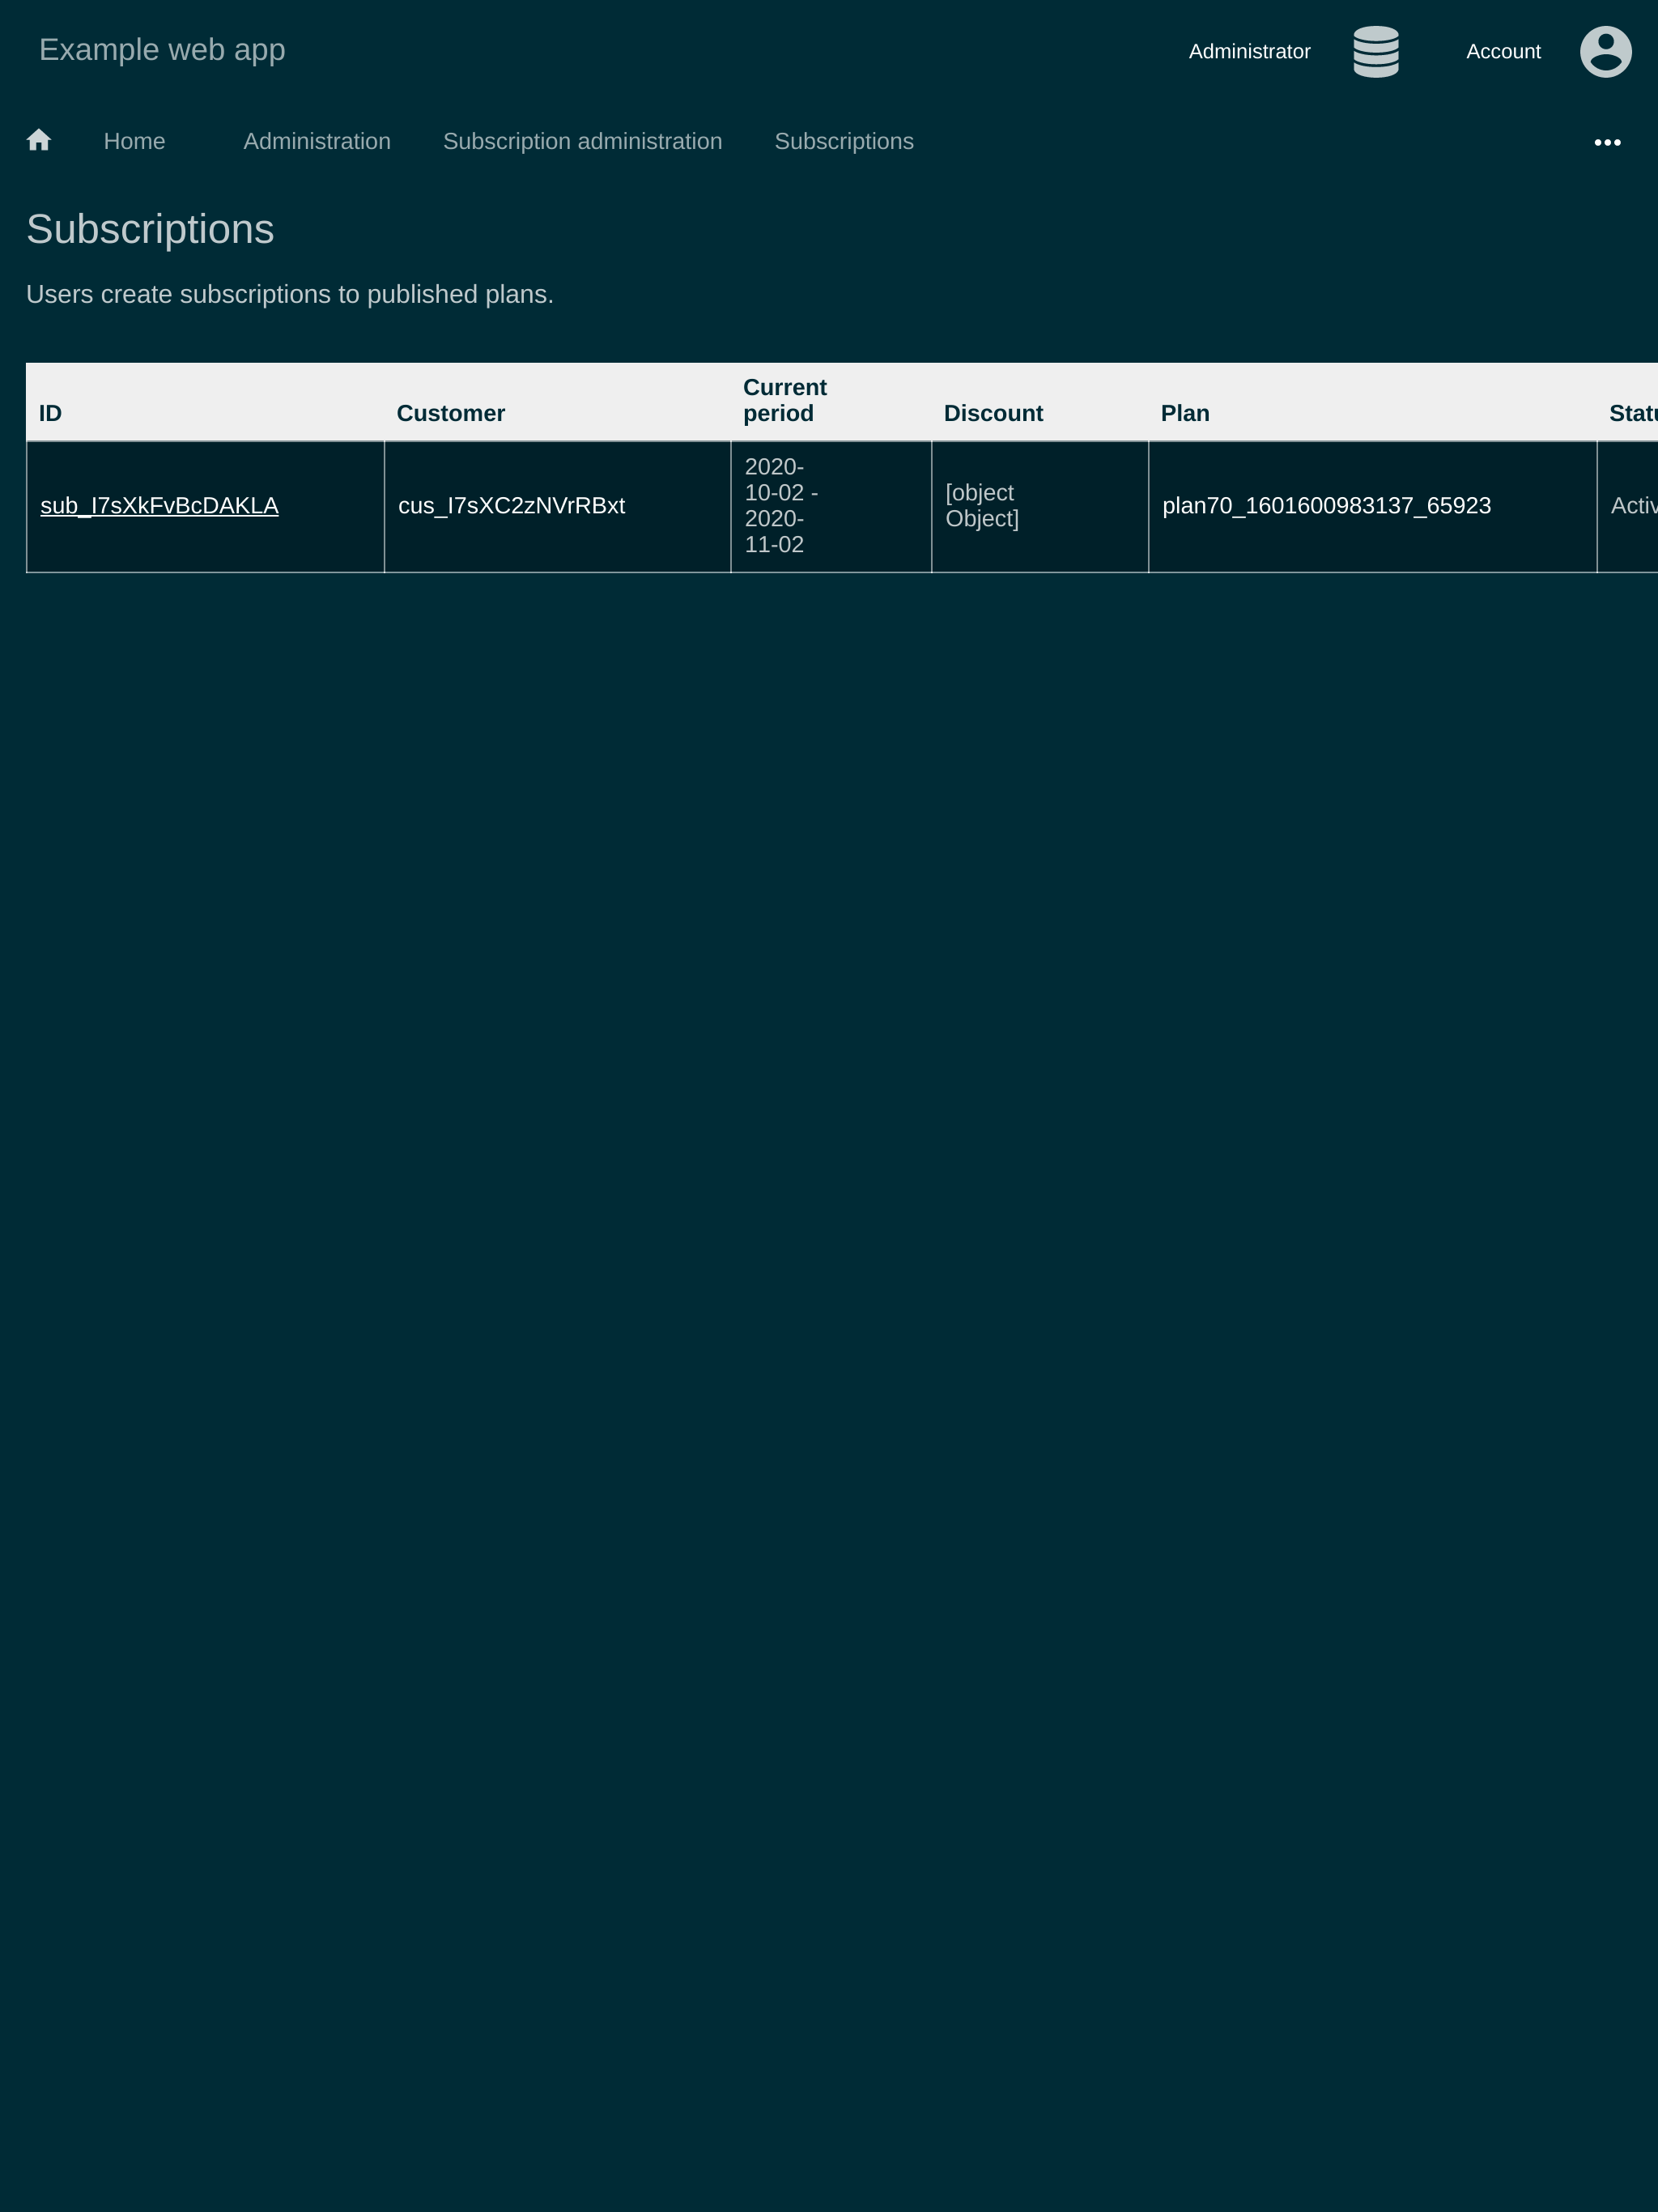 Example web app
Administrator
Account
Home
Administration
Subscription administration
Subscriptions
Subscriptions
Users create subscriptions to published plans.
ID
Customer
Current
period
Discount
Plan
Statu
sub_I7sXkFvBcDAKLA
cus_I7sXC2zNVrRBxt
2020-
10-02 -
2020-
11-02
[object
Object]
plan70_1601600983137_65923
Activ